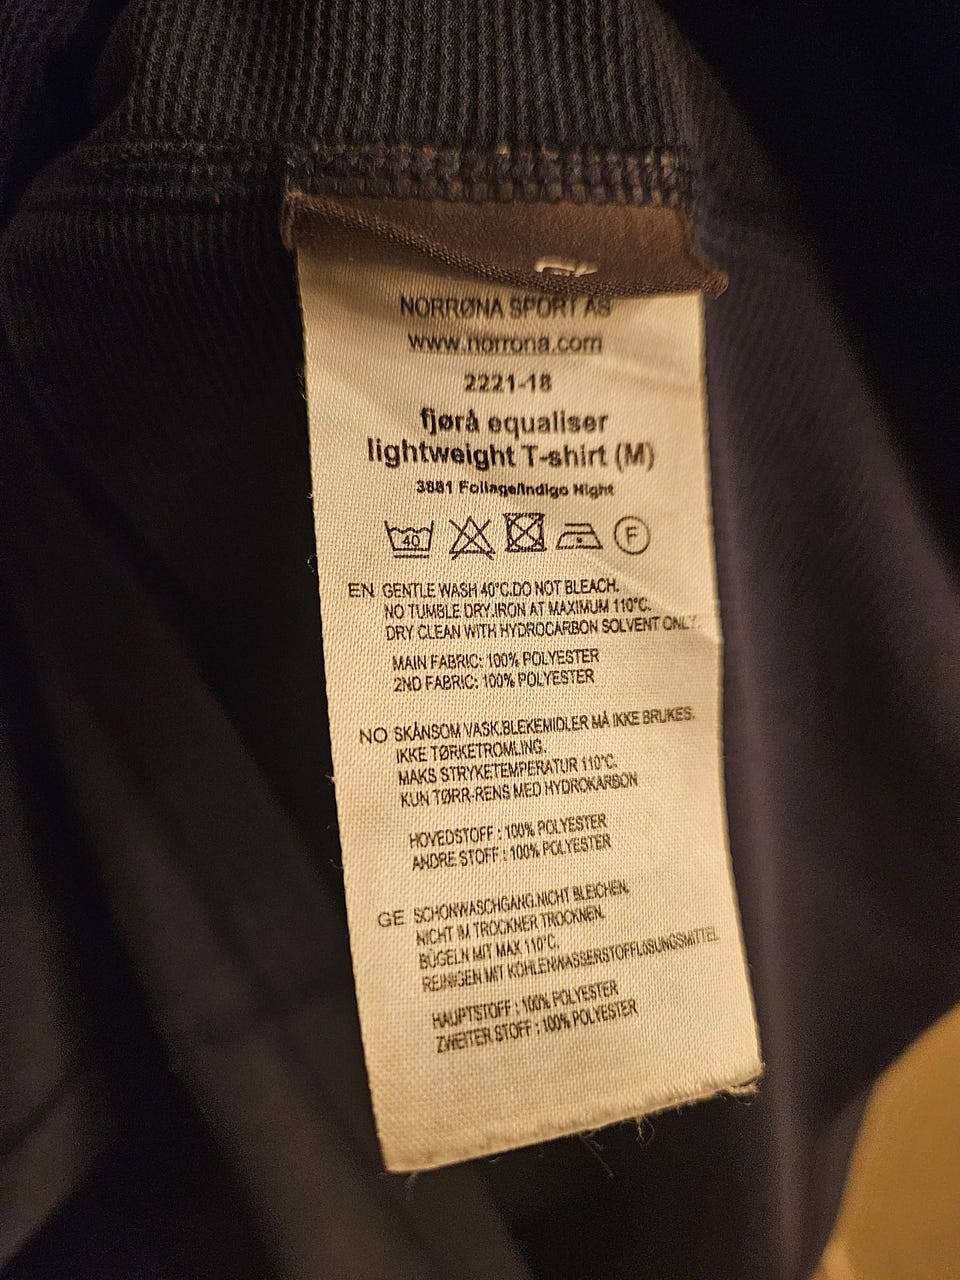 NORRØNA SPORT AS
www.norrona.com
2221-18
fjørå equaliser
lightweight T-shirt (M)
3881 Foliage/Indigo Night
40 F
EN GENTLE WASH 40°C.DO NOT BLEACH.
NO TUMBLE DRY.IRON AT MAXIMUM 110°C.
DRY CLEAN WITH HYDROCARBON SOLVENT ONLY.
MAIN FABRIC: 100% POLYESTER
2ND FABRIC: 100% POLYESTER
NO SKÅNSOM VASK.BLEKEMIDLER MÅ IKKE BRUKES.
IKKE TØRKETROMLING.
MAKS STRYKETEMPERATUR 110°C.
KUN TØRR-RENS MED HYDROKARBON
HOVEDSTOFF : 100% POLYESTER
ANDRE STOFF : 100% POLYESTER
GE SCHONWASCHGANG.NICHT BLEICHEN.
NICHT IM TROCKNER TROCKNEN.
BÜGELN MIT MAX 110°C.
REINIGEN MIT KOHLENWASSERSTOFFLÖSUNGSMITTEL
HAUPTSTOFF : 100% POLYESTER
ZWEITER STOFF : 100% POLYESTER